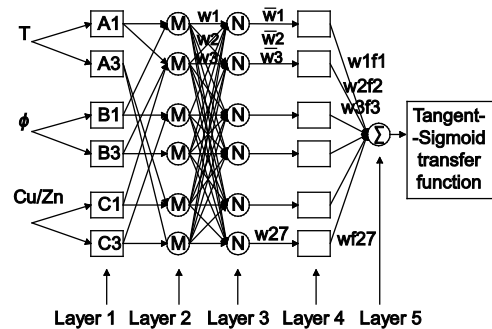 T
A1
A3
ϕ
B1
B3
Cu/Zn
C1
C3
M
M
M
M
M
M
w1
w2
w3
N
N
N
N
N
N
w27
w̅1
w̅2
w̅3
w1f1
w2f2
w3f3
wf27
Σ
Tangent-
-Sigmoid
transfer
function
Layer 1 Layer 2 Layer 3 Layer 4 Layer 5